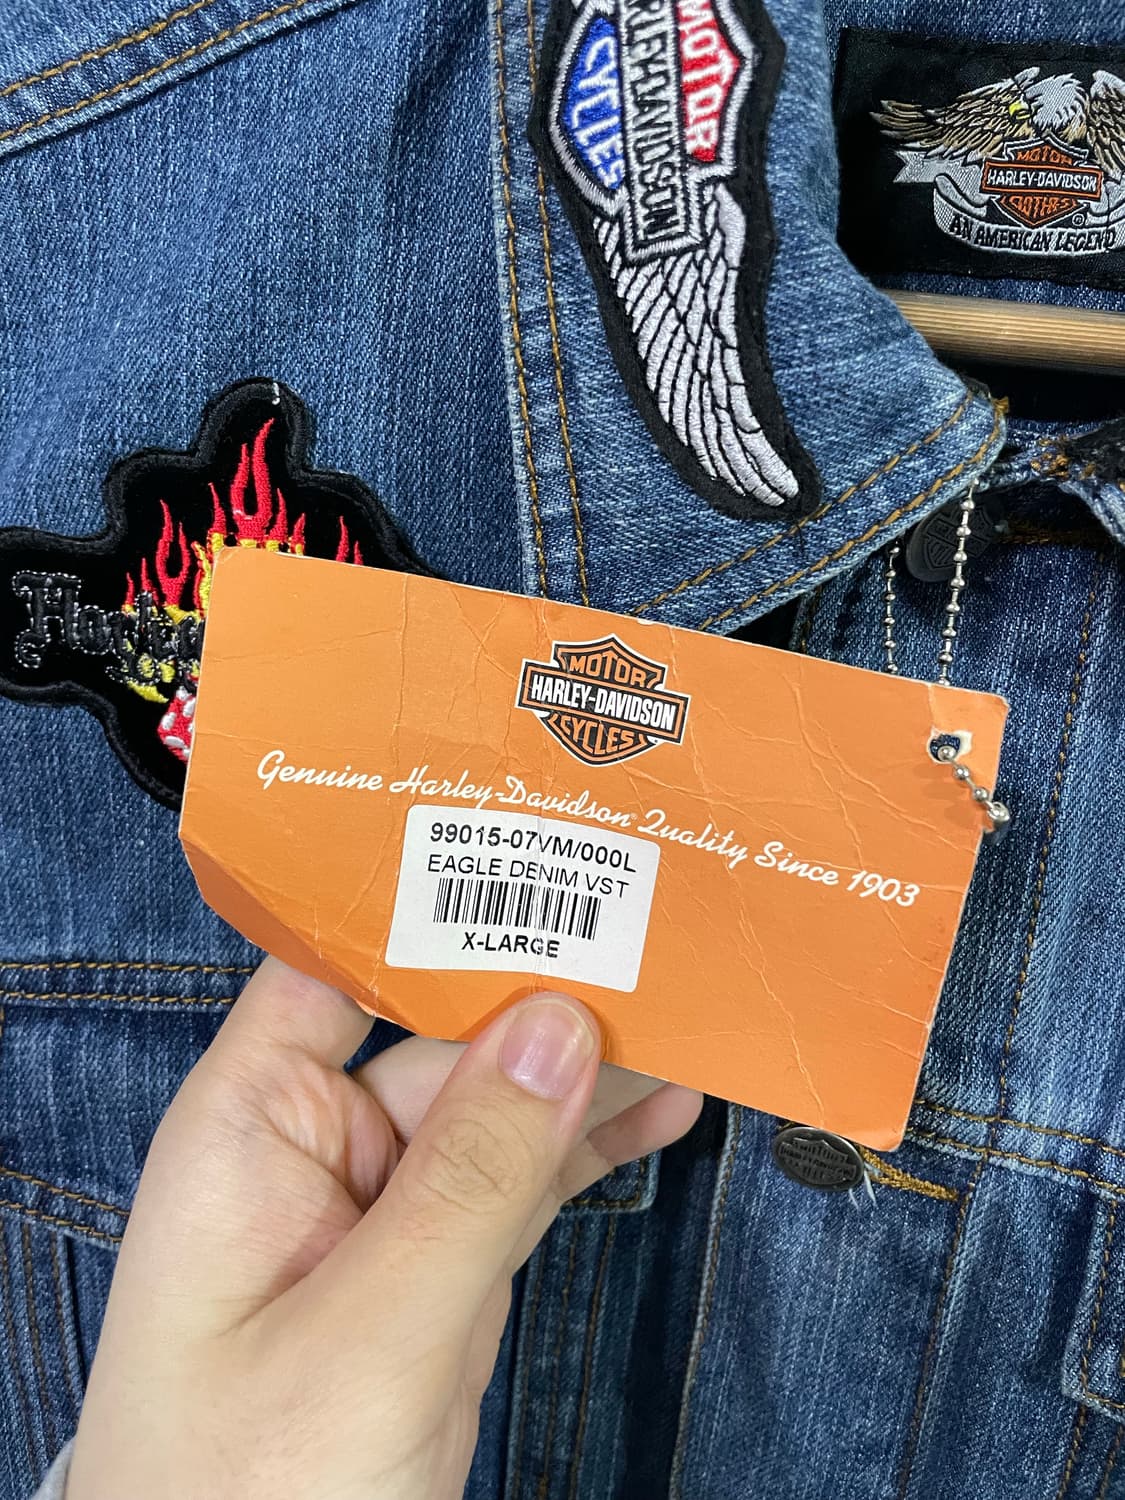 MOTOR
HARLEY-DAVIDSON
CYCLES
MOTOR
HARLEY-DAVIDSON
AN AMERICAN LEGEND
MOTOR
HARLEY-DAVIDSON
CYCLES
Genuine Harley-Davidson® Quality Since 1903
99015-07VM/000L
EAGLE DENIM VST
X-LARGE